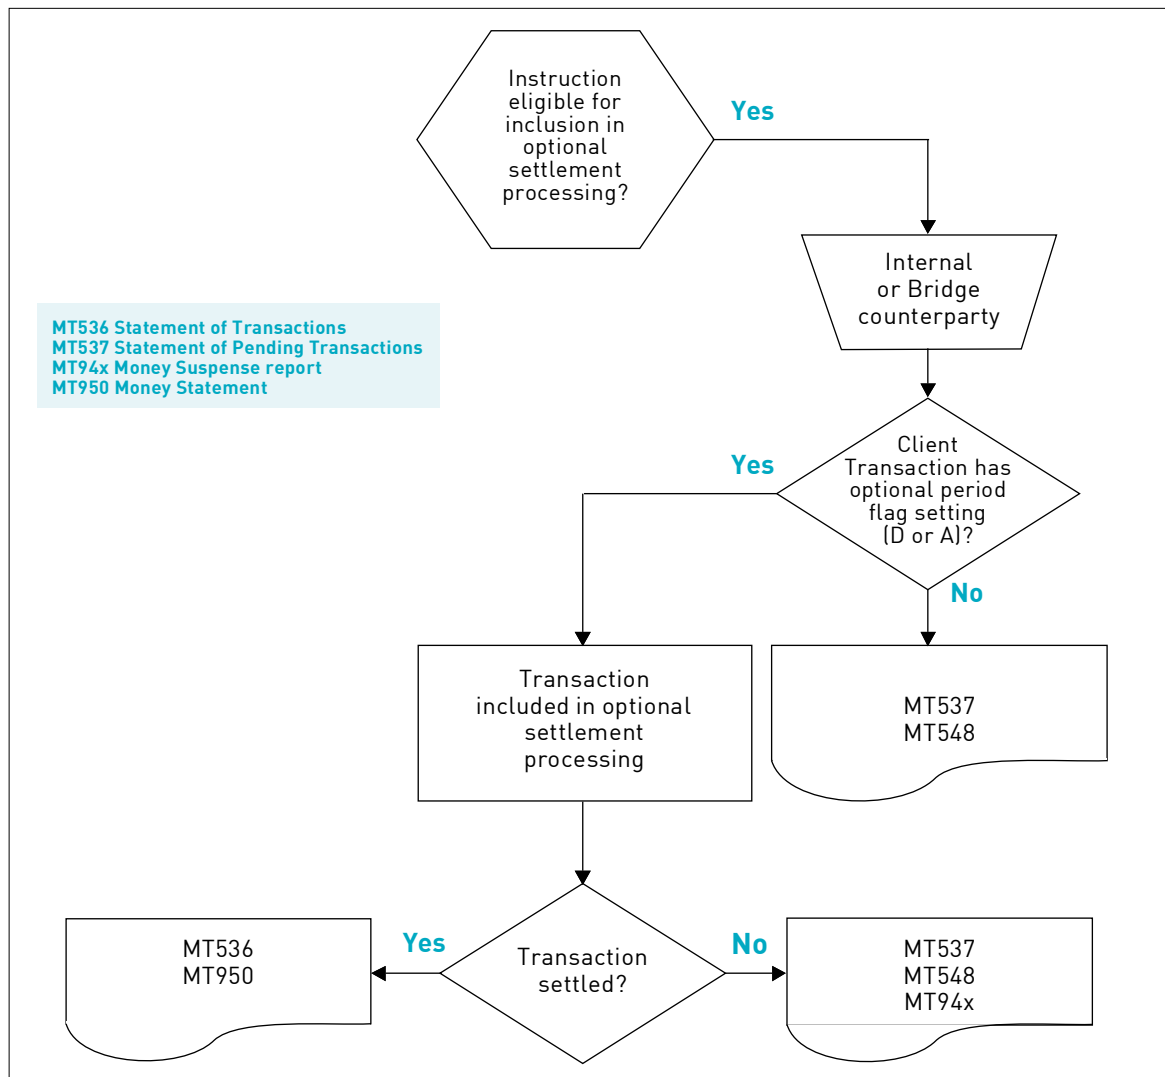 Instruction
eligible for
inclusion in
optional
settlement
processing?
Yes
Internal
or Bridge
counterparty
MT536 Statement of Transactions
MT537 Statement of Pending Transactions
MT94x Money Suspense report
MT950 Money Statement
Client
Transaction has
optional period
flag setting
(D or A)?
Yes
No
Transaction
included in optional
settlement
processing
MT537
MT548
Transaction
settled?
Yes
No
MT536
MT950
MT537
MT548
MT94x